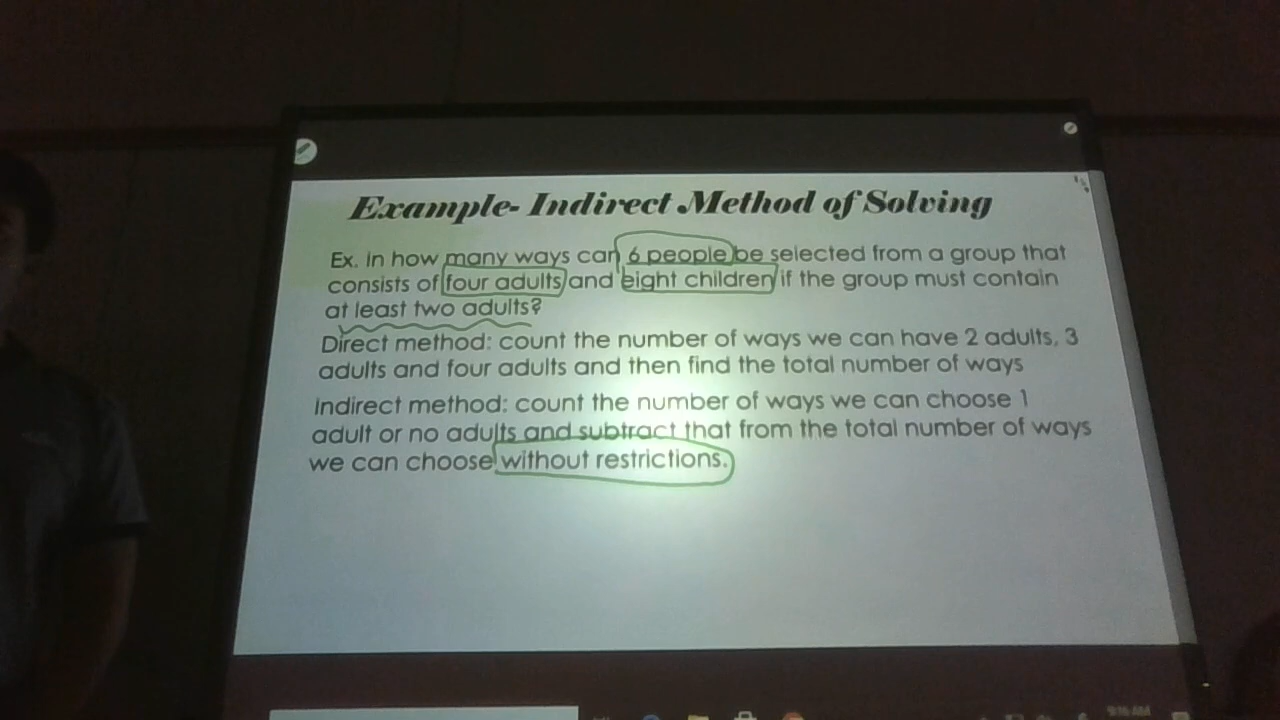 Example- Indirect Method of Solving
Ex. In how many ways can 6 people be selected from a group that
consists of four adults and eight children if the group must contain
at least two adults?
Direct method: count the number of ways we can have 2 adults, 3
adults and four adults and then find the total number of ways
Indirect method: count the number of ways we can choose 1
adult or no adults and subtract that from the total number of ways
we can choose without restrictions.
9:16 AM